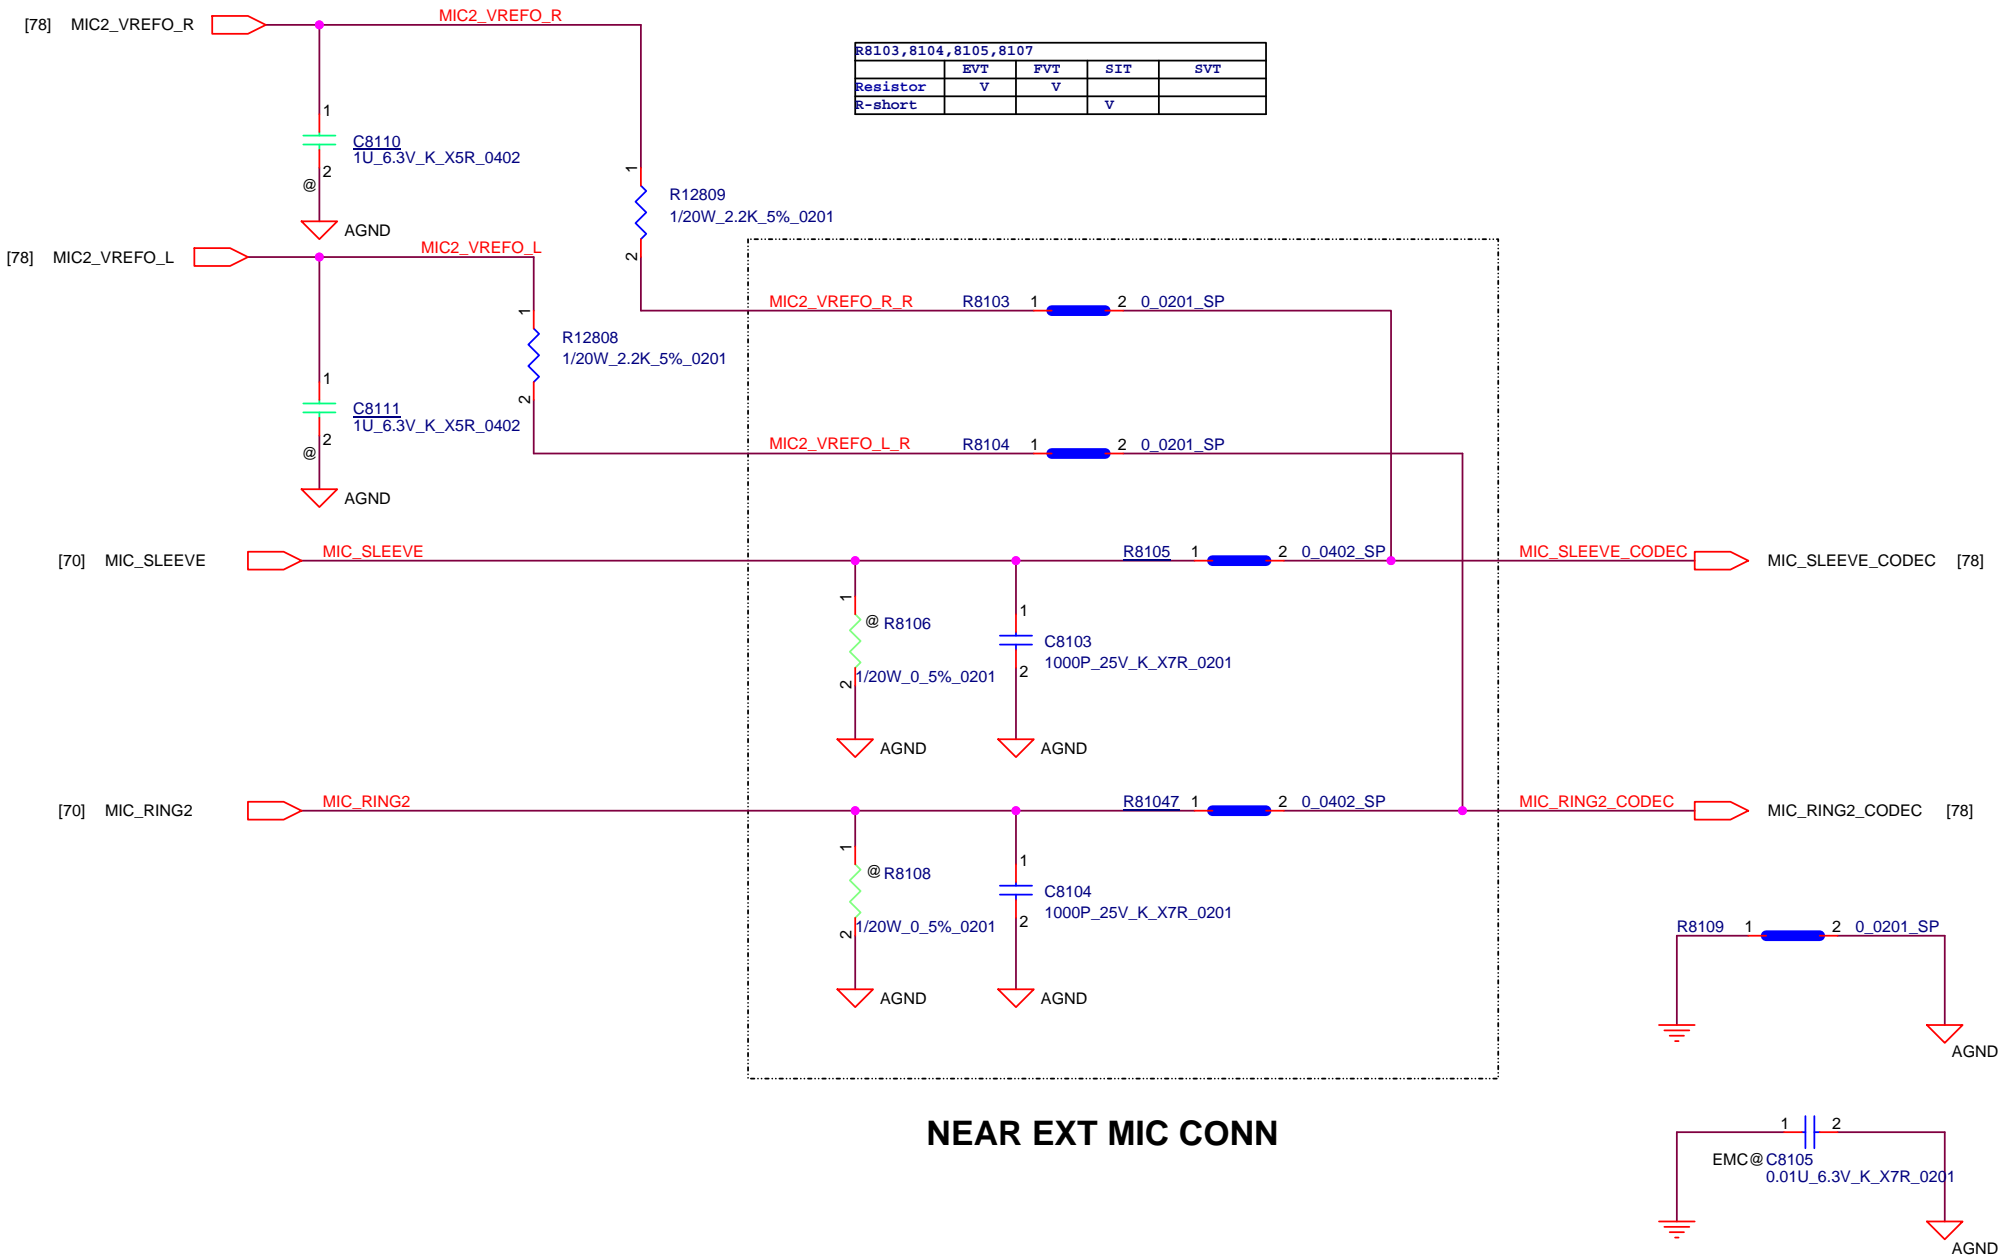 [78] MIC2_VREFO_R
MIC2_VREFO_R
R8103,8104,8105,8107
EVT FVT SIT SVT
Resistor V V
R-short V
1
C8110
1U_6.3V_K_X5R_0402
2
@
AGND
1
R12809
1/20W_2.2K_5%_0201
2
[78] MIC2_VREFO_L
MIC2_VREFO_L
1
R12808
1/20W_2.2K_5%_0201
2
MIC2_VREFO_R_R R8103 1 2 0_0201_SP
1
C8111
1U_6.3V_K_X5R_0402
2
@
AGND
MIC2_VREFO_L_R R8104 1 2 0_0201_SP
[70] MIC_SLEEVE
MIC_SLEEVE
R8105 1 2 0_0402_SP
MIC_SLEEVE_CODEC
MIC_SLEEVE_CODEC [78]
1
@ R8106
1/20W_0_5%_0201
2
AGND
1
C8103
1000P_25V_K_X7R_0201
2
AGND
[70] MIC_RING2
MIC_RING2
R81047 1 2 0_0402_SP
MIC_RING2_CODEC
MIC_RING2_CODEC [78]
1
@ R8108
1/20W_0_5%_0201
2
AGND
1
C8104
1000P_25V_K_X7R_0201
2
AGND
R8109 1 2 0_0201_SP
AGND
NEAR EXT MIC CONN
1 2
EMC@ C8105
0.01U_6.3V_K_X7R_0201
AGND